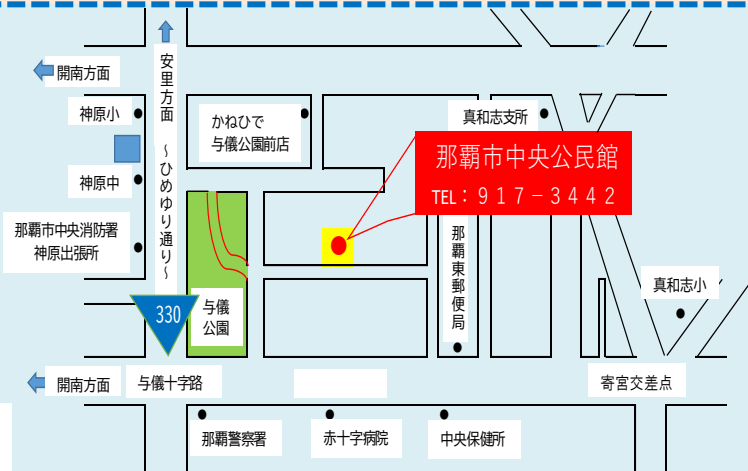 開南方面
安里方面　～ひめゆり通り～
神原小
かねひで
与儀公園前店
真和志支所
那覇市中央公民館
TEL：９１７－３４４２
神原中
那覇市中央消防署
神原出張所
那覇東郵便局
真和志小
330
与儀
公園
開南方面
与儀十字路
寄宮交差点
那覇警察署
赤十字病院
中央保健所